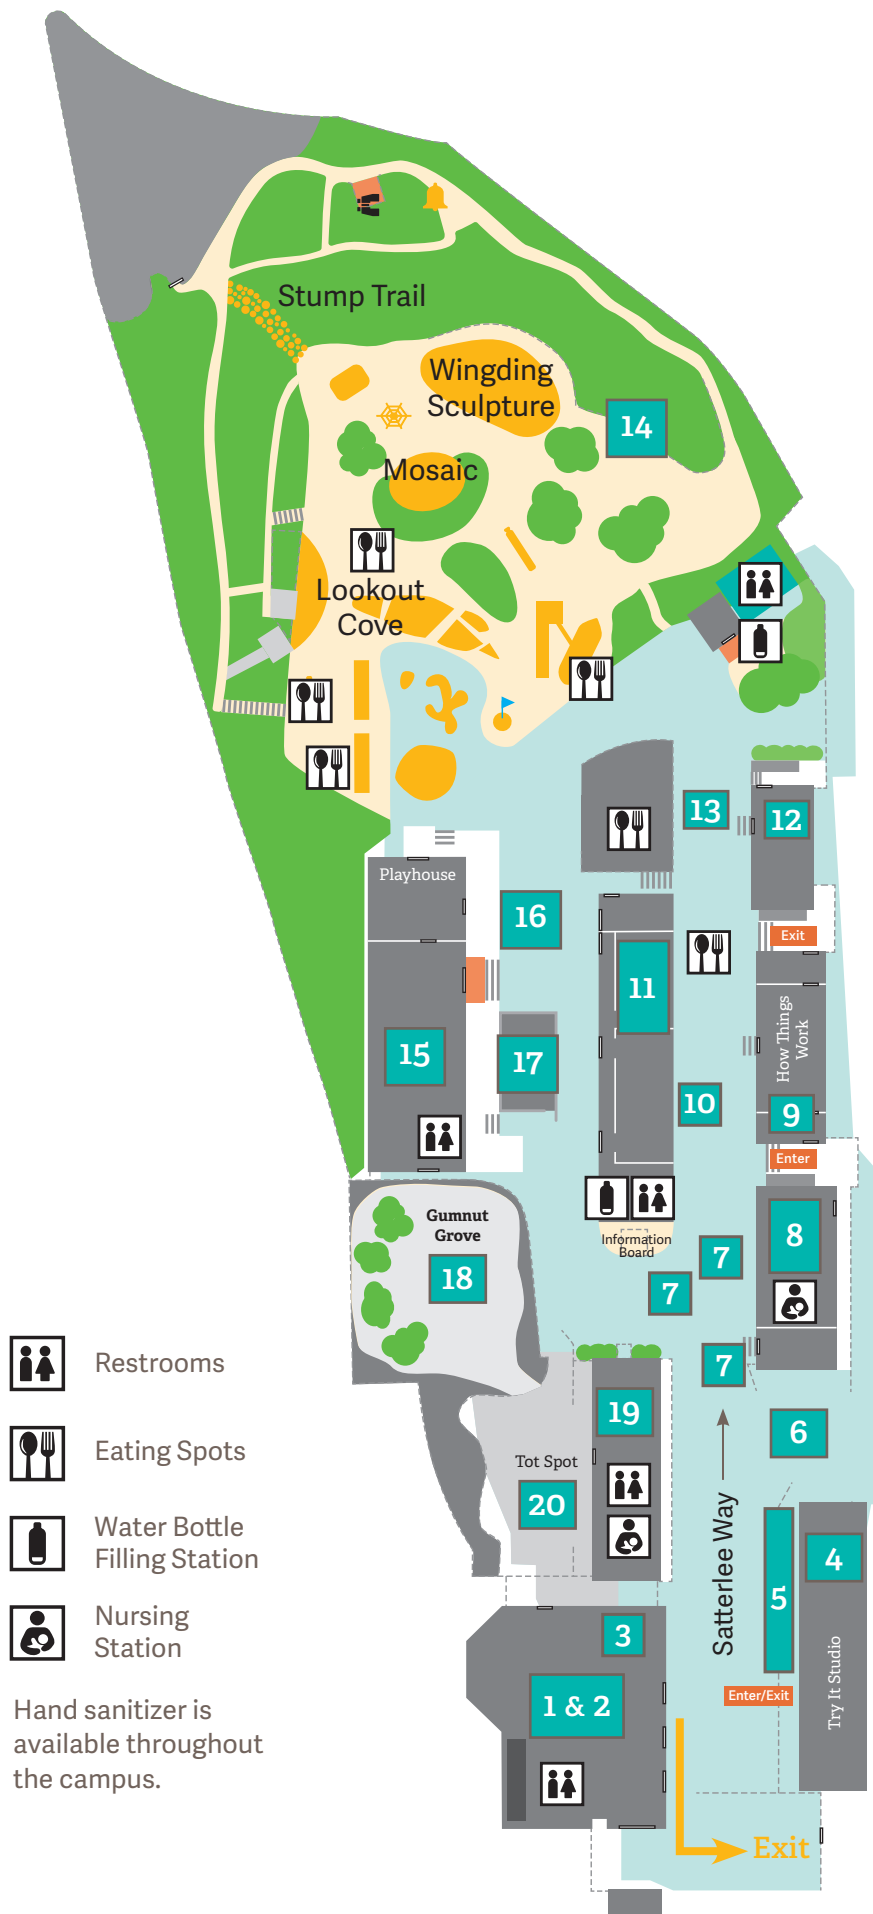 Stump Trail
Wingding
Sculpture
14
Mosaic
Lookout
Cove
13
12
Playhouse
16
Exit
11
How Things
Work
15
17
10
9
Enter
Gumnut
Grove
18
Information
Board
8
7
7
7
19
6
Tot Spot
20
Satterlee Way
5
4
Try It Studio
3
Enter/Exit
1 & 2
Exit
Restrooms
Eating Spots
Water Bottle
Filling Station
Nursing
Station
Hand sanitizer is
available throughout
the campus.